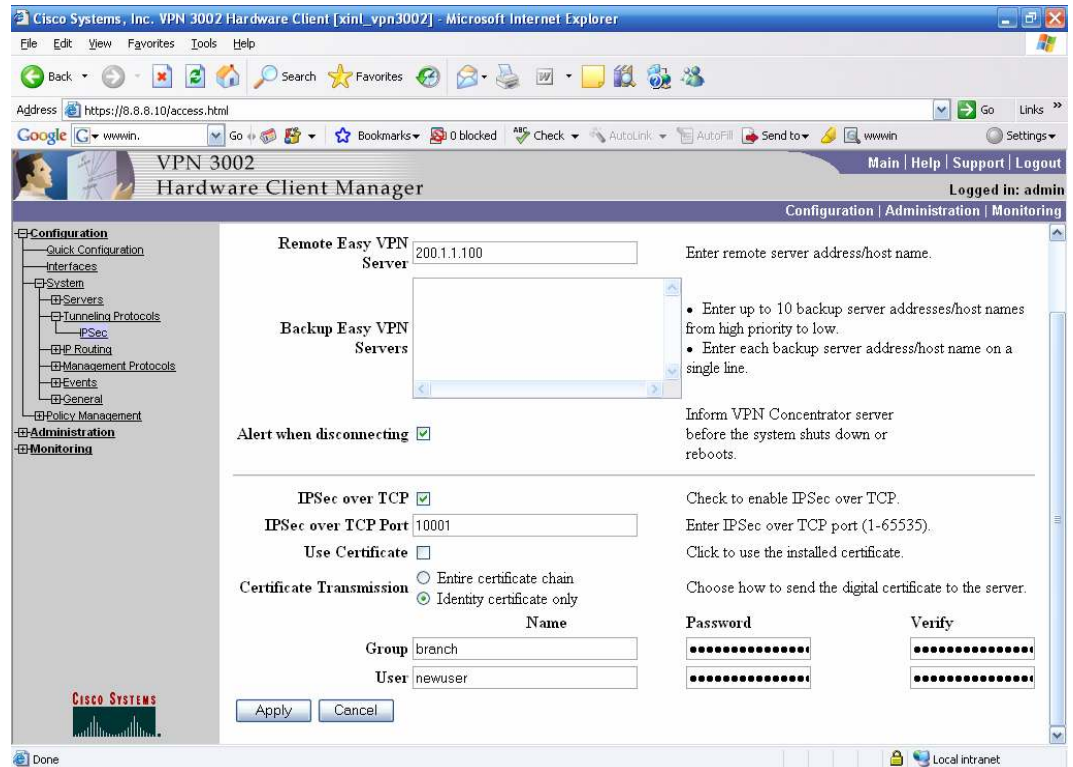 Cisco Systems, Inc. VPN 3002 Hardware Client [xinl_vpn3002] - Microsoft Internet Explorer
File Edit View Favorites Tools Help
Back Search Favorites
Address https://8.8.8.10/access.html Go Links »
Google G wwwin. Go Bookmarks 0 blocked ABC Check AutoLink AutoFill Send to wwwin Settings
VPN 3002
Hardware Client Manager
Main | Help | Support | Logout
Logged in: admin
Configuration | Administration | Monitoring
Configuration
Quick Configuration
Interfaces
System
Servers
Tunneling Protocols
IPSec
IP Routing
Management Protocols
Events
General
Policy Management
Administration
Monitoring
Remote Easy VPN
Server
200.1.1.100
Enter remote server address/host name.
Backup Easy VPN
Servers
• Enter up to 10 backup server addresses/host names
from high priority to low.
• Enter each backup server address/host name on a
single line.
Alert when disconnecting
Inform VPN Concentrator server
before the system shuts down or
reboots.
IPSec over TCP
Check to enable IPSec over TCP.
IPSec over TCP Port 10001
Enter IPSec over TCP port (1-65535).
Use Certificate
Click to use the installed certificate.
Certificate Transmission
Entire certificate chain
Identity certificate only
Choose how to send the digital certificate to the server.
Name Password Verify
Group branch
User newuser
Apply Cancel
CISCO SYSTEMS
Done Local intranet